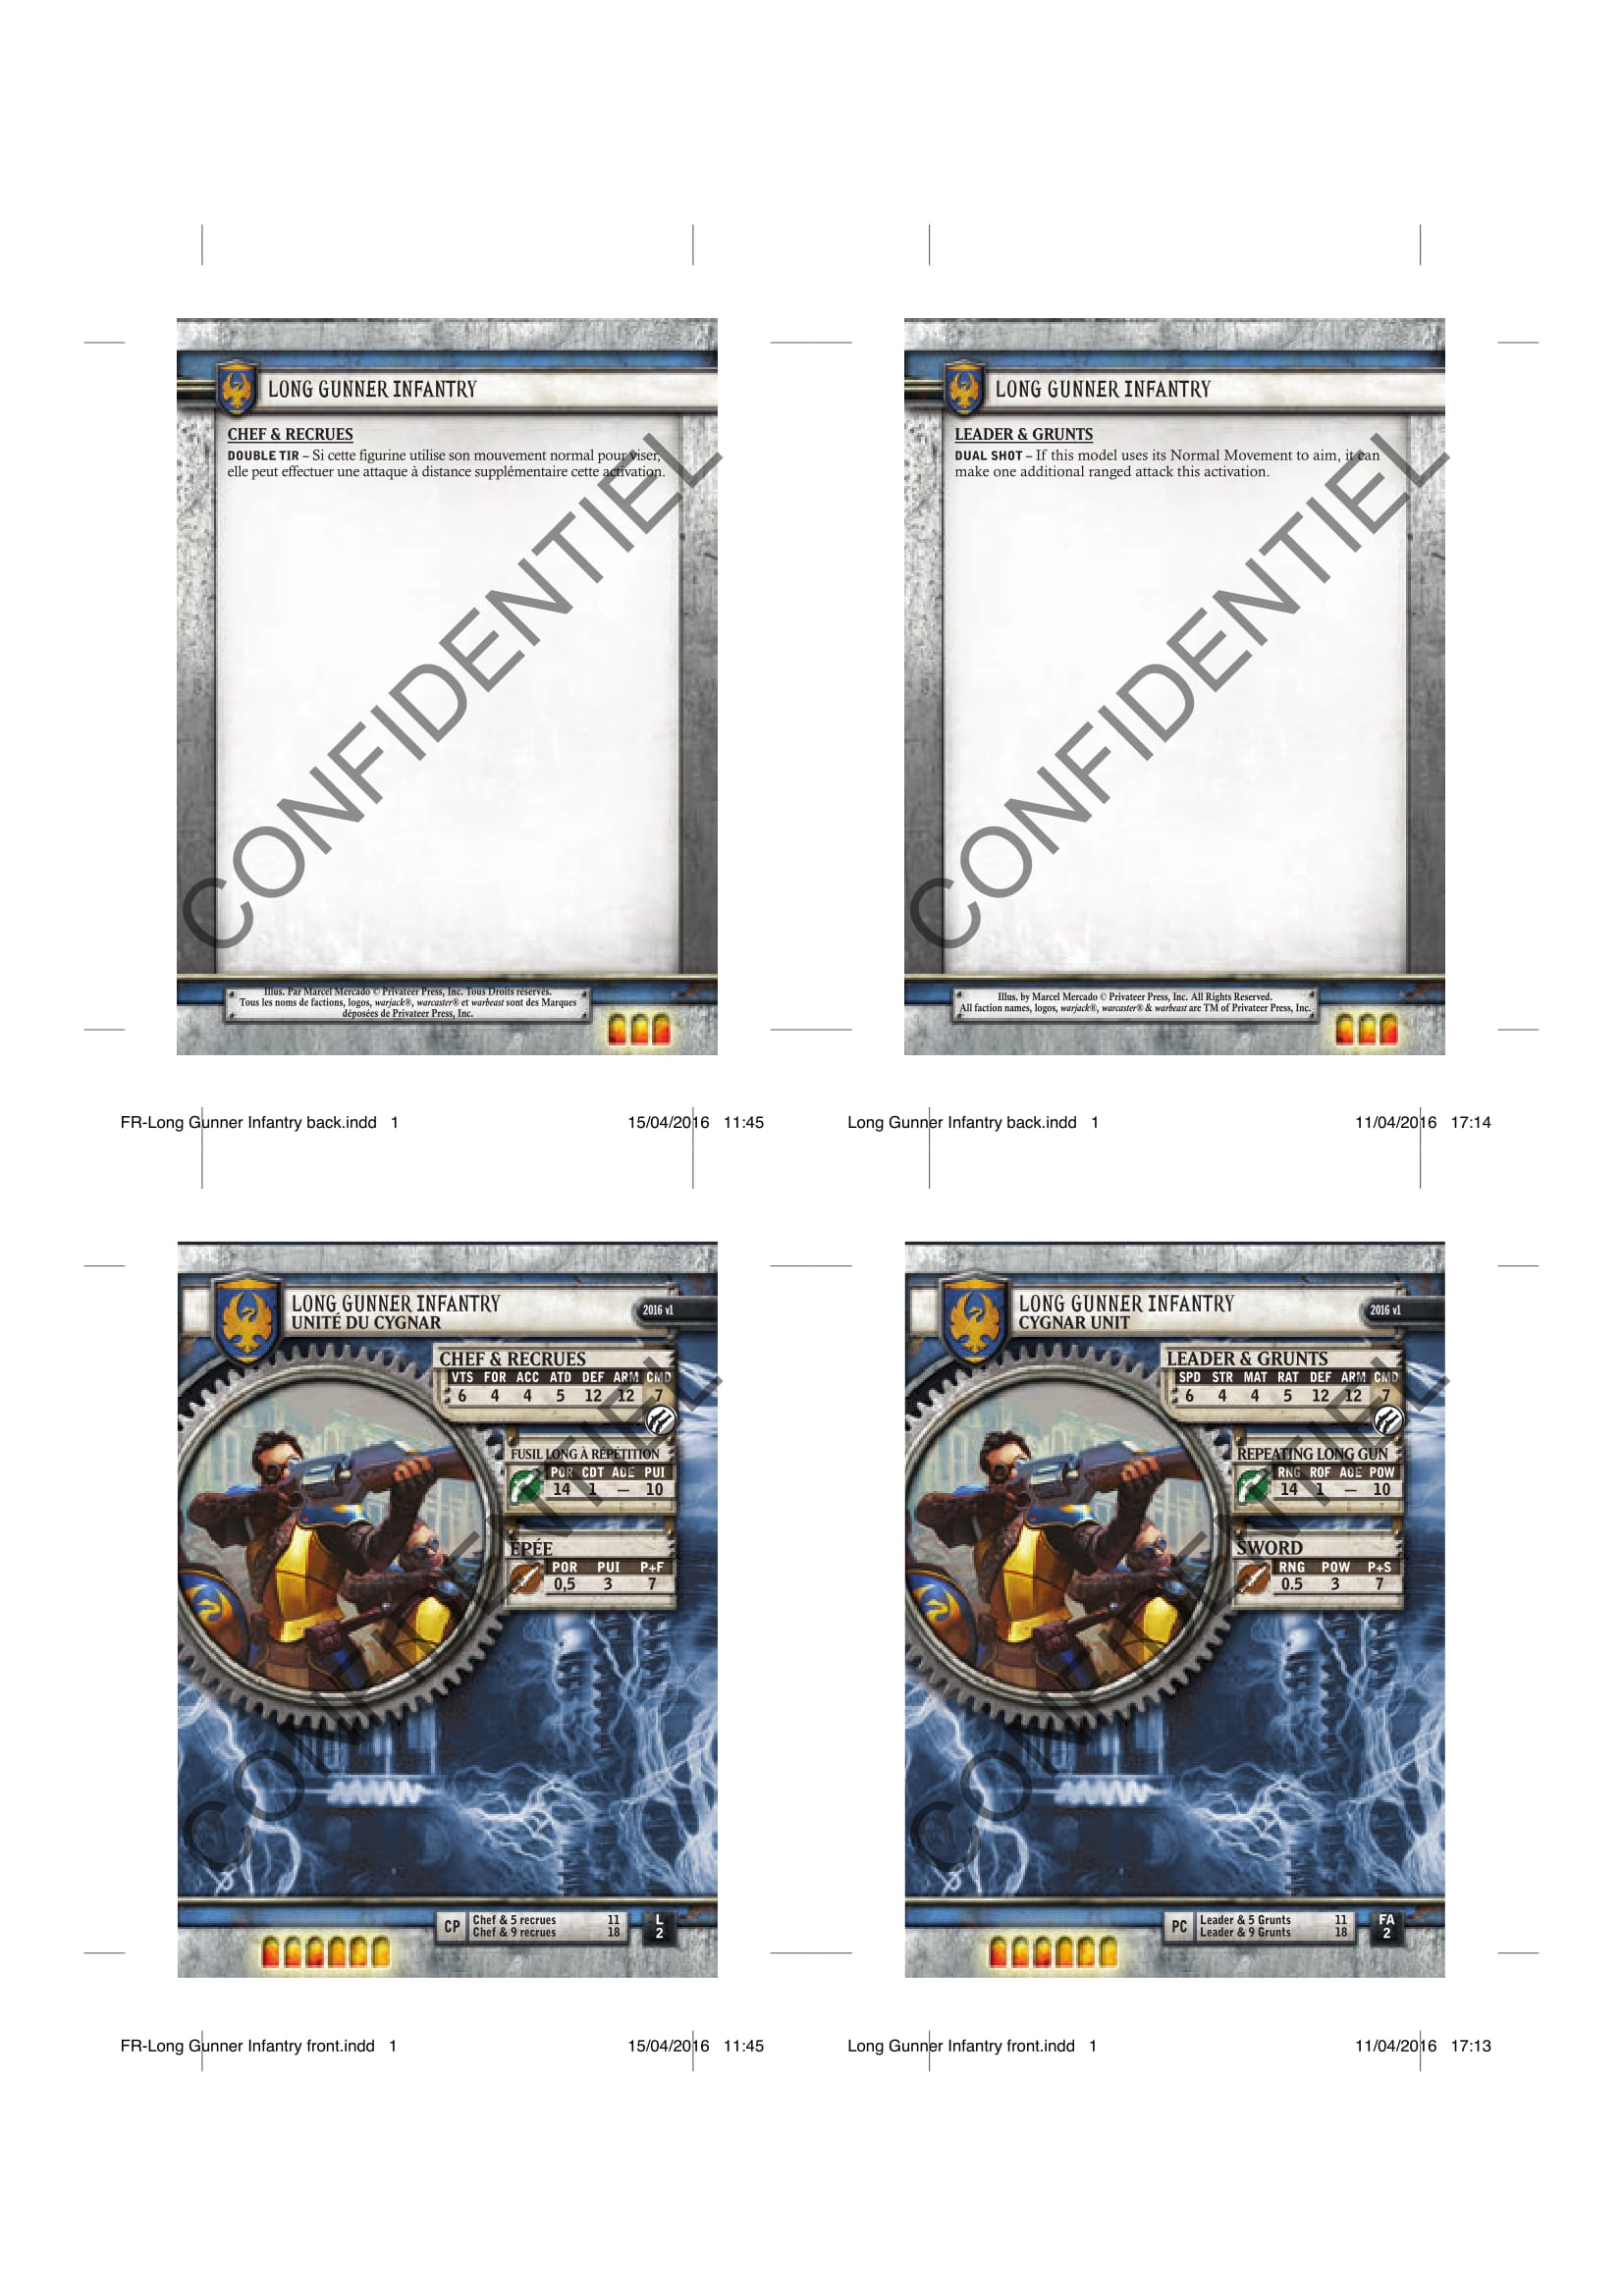 LONG GUNNER INFANTRY
CHEF & RECRUES
DOUBLE TIR – Si cette figurine utilise son mouvement normal pour viser,
elle peut effectuer une attaque à distance supplémentaire cette activation.
CONFIDENTIEL
Illus. Par Marcel Mercado © Privateer Press, Inc. Tous Droits réservés.
Tous les noms de factions, logos, warjack®, warcaster® et warbeast sont des Marques
déposées de Privateer Press, Inc.
FR-Long Gunner Infantry back.indd 1
15/04/2016 11:45
LONG GUNNER INFANTRY
LEADER & GRUNTS
DUAL SHOT – If this model uses its Normal Movement to aim, it can
make one additional ranged attack this activation.
CONFIDENTIEL
Illus. by Marcel Mercado © Privateer Press, Inc. All Rights Reserved.
All faction names, logos, warjack®, warcaster® & warbeast are TM of Privateer Press, Inc.
Long Gunner Infantry back.indd 1
11/04/2016 17:14
LONG GUNNER INFANTRY
UNITÉ DU CYGNAR
2016 v1
CHEF & RECRUES
VTS FOR ACC ATD DEF ARM CMD
6 4 4 5 12 12 7
FUSIL LONG À RÉPÉTITION
POR CDT ADE PUI
14 1 — 10
ÉPÉE
POR PUI P+F
0,5 3 7
CONFIDENTIEL
CP
Chef & 5 recrues 11
Chef & 9 recrues 18
L
2
FR-Long Gunner Infantry front.indd 1
15/04/2016 11:45
LONG GUNNER INFANTRY
CYGNAR UNIT
2016 v1
LEADER & GRUNTS
SPD STR MAT RAT DEF ARM CMD
6 4 4 5 12 12 7
REPEATING LONG GUN
RNG ROF AOE POW
14 1 — 10
SWORD
RNG POW P+S
0.5 3 7
CONFIDENTIEL
PC
Leader & 5 Grunts 11
Leader & 9 Grunts 18
FA
2
Long Gunner Infantry front.indd 1
11/04/2016 17:13